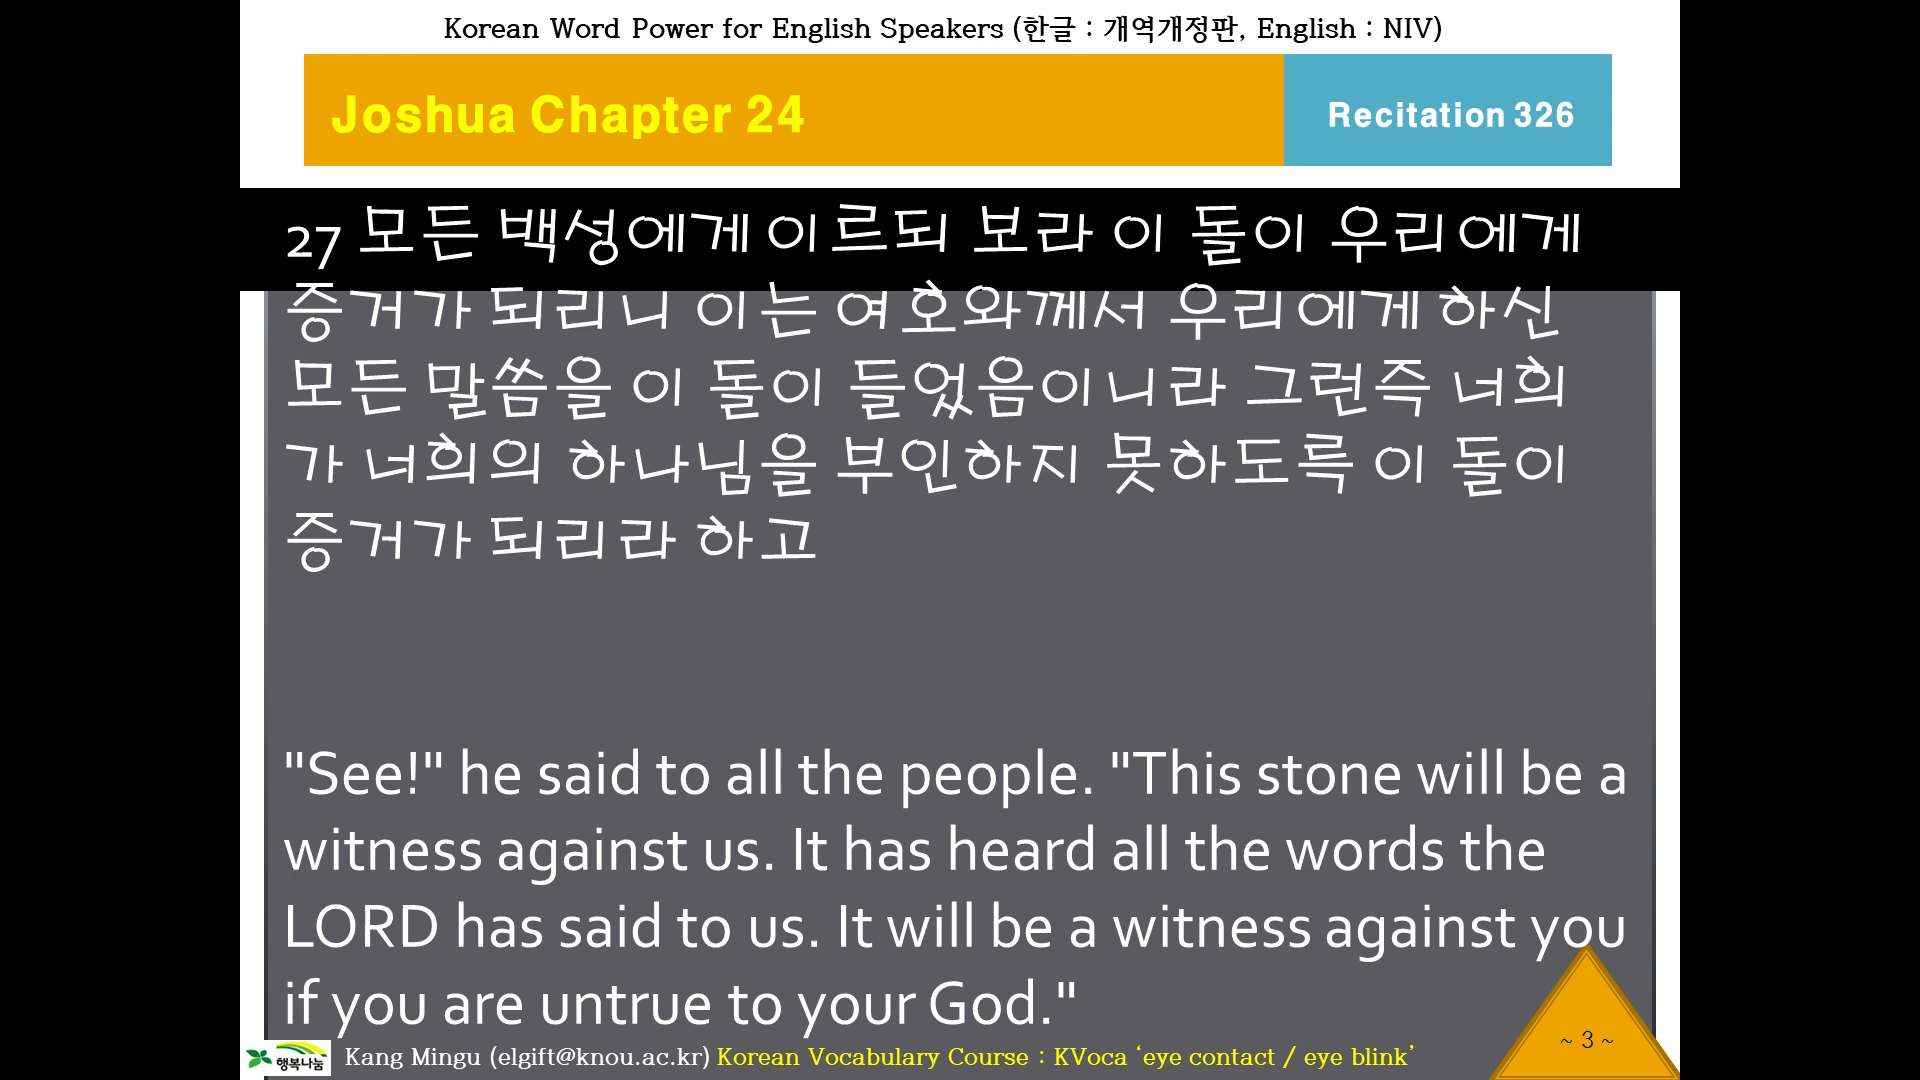 Korean Word Power for English Speakers (한글 : 개역개정판, English : NIV)
Joshua Chapter 24
Recitation 326
27 모든 백성에게 이르되 보라 이 돌이 우리에게
증거가 되리니 이는 여호와께서 우리에게 하신
모든 말씀을 이 돌이 들었음이니라 그런즉 너희
가 너희의 하나님을 부인하지 못하도록 이 돌이
증거가 되리라 하고
"See!" he said to all the people. "This stone will be a
witness against us. It has heard all the words the
LORD has said to us. It will be a witness against you
if you are untrue to your God."
~ 3 ~
행복나눔
Kang Mingu (elgift@knou.ac.kr) Korean Vocabulary Course : KVoca ‘eye contact / eye blink’